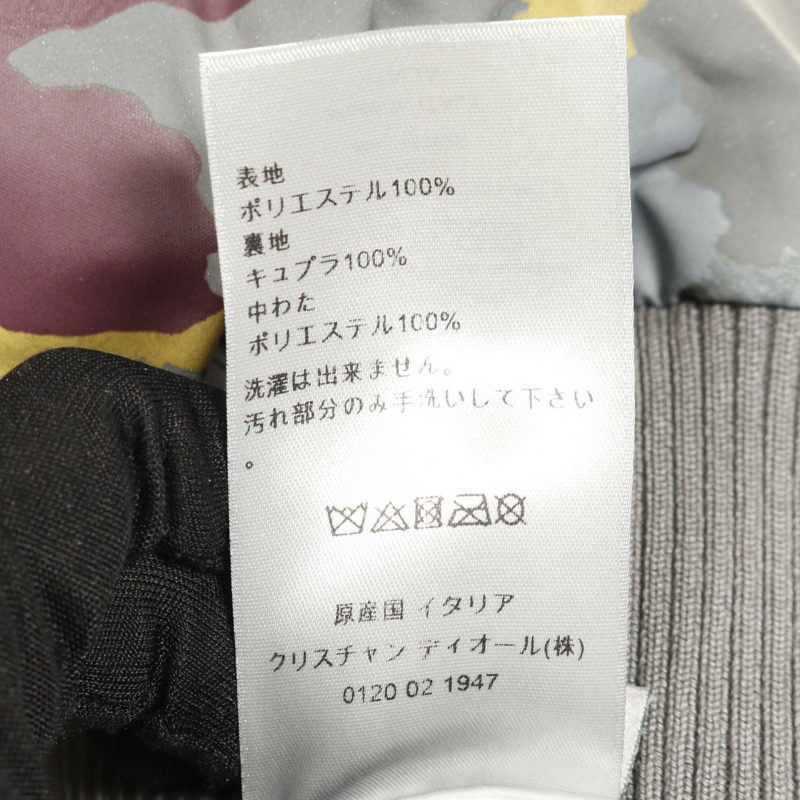 表地
ポリエステル100%
裏地
キュプラ100%
中わた
ポリエステル100%
洗濯は出来ません。
汚れ部分のみ手洗いして下さい
。
原産国 イタリア
クリスチャン ディオール(株)
0120 02 1947